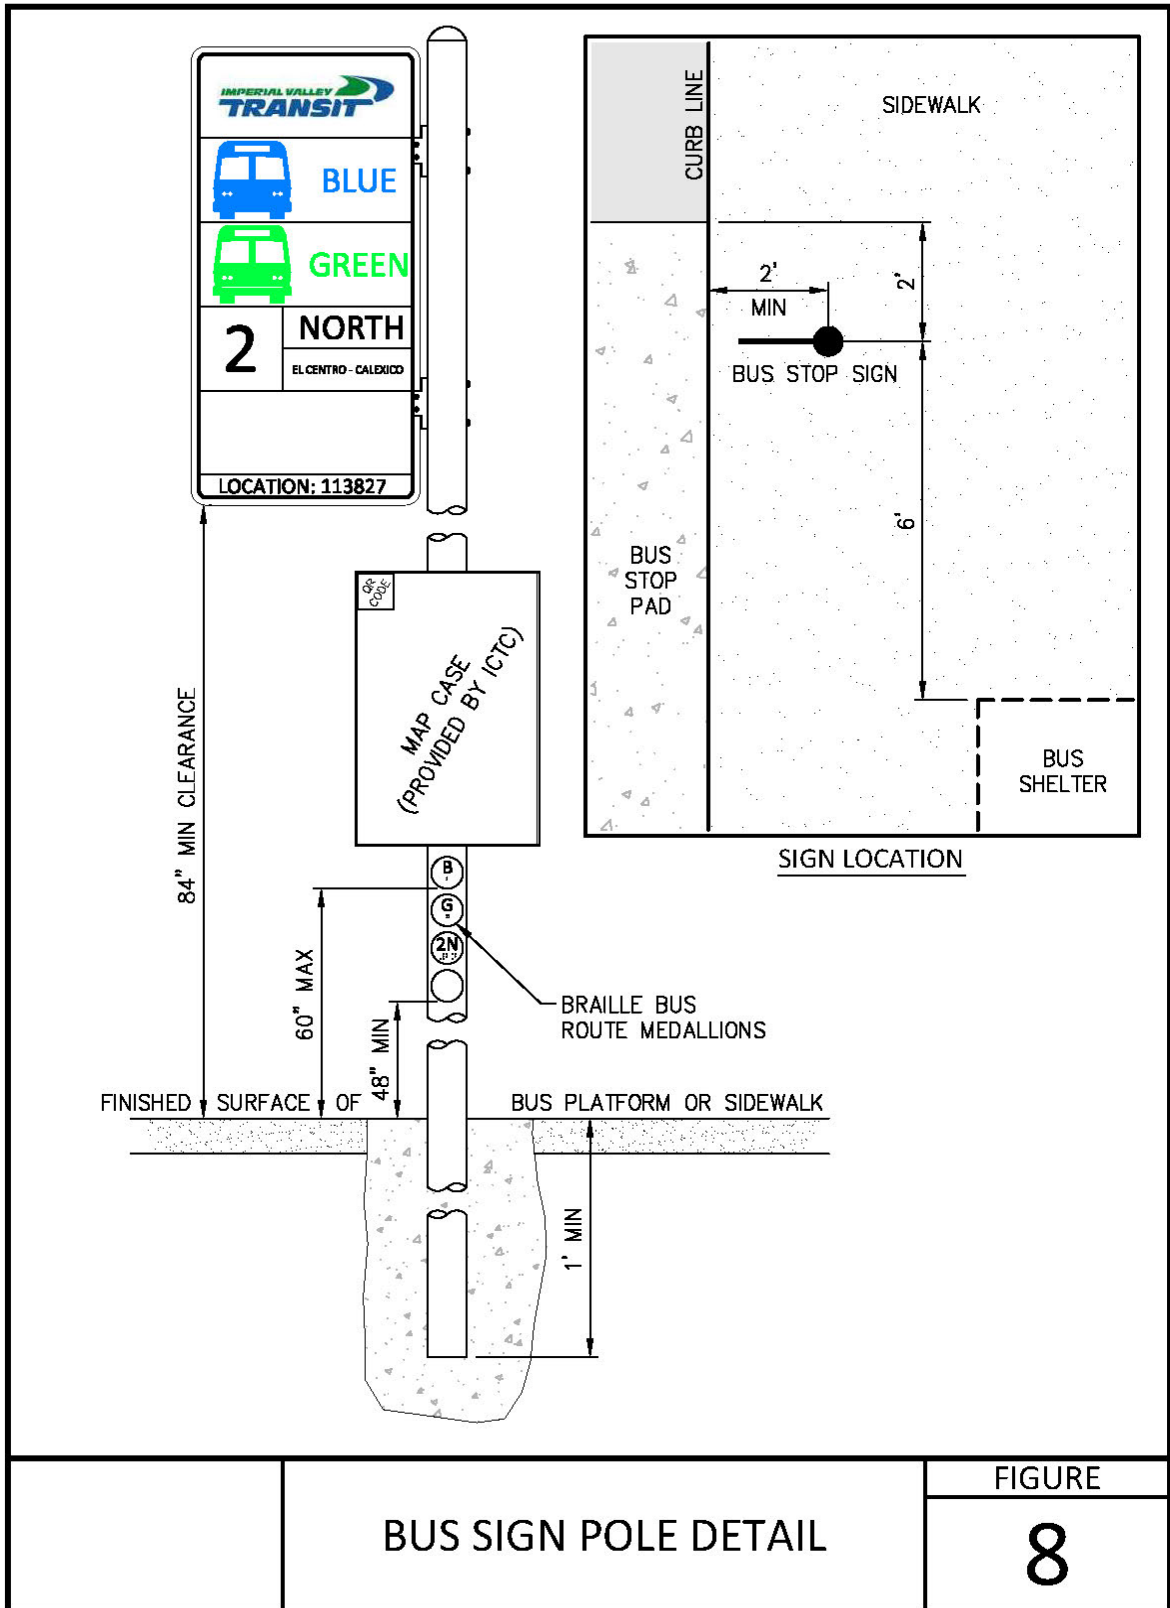 IMPERIAL VALLEY
TRANSIT
BLUE
GREEN
2
NORTH
EL CENTRO - CALEXICO
LOCATION: 113827
QR
CODE
MAP CASE
(PROVIDED BY ICTC)
84" MIN CLEARANCE
B
G
2N
60" MAX
48" MIN
BRAILLE BUS
ROUTE MEDALLIONS
FINISHED SURFACE OF BUS PLATFORM OR SIDEWALK
1' MIN
CURB LINE
SIDEWALK
2'
MIN
2'
BUS STOP SIGN
6'
BUS
STOP
PAD
BUS
SHELTER
SIGN LOCATION
BUS SIGN POLE DETAIL
FIGURE
8